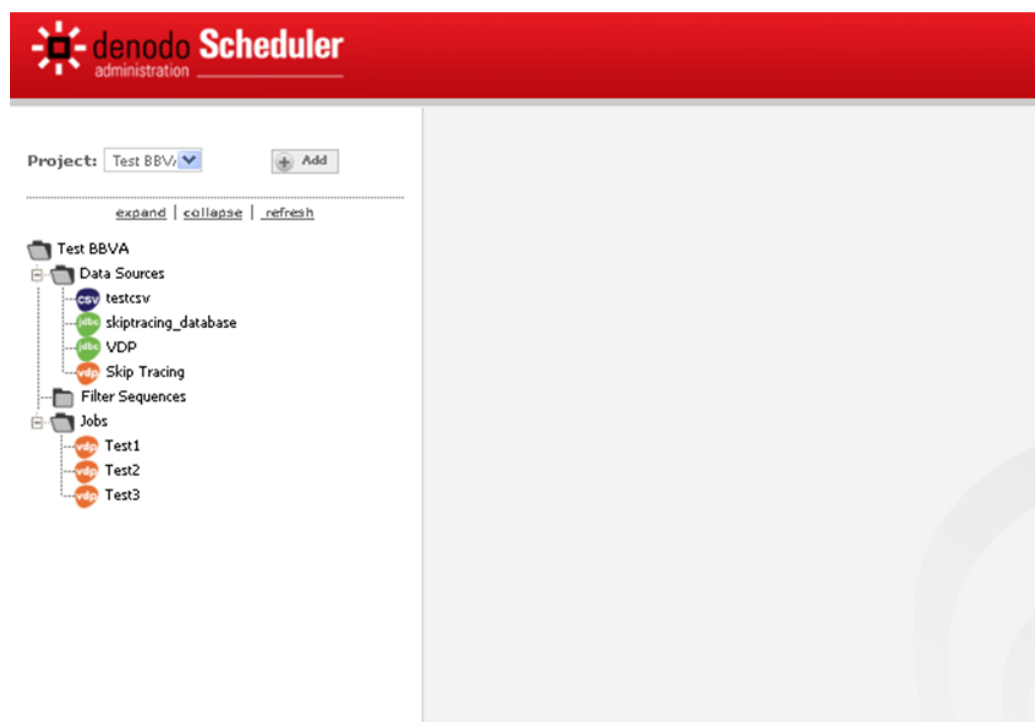 denodo Scheduler
administration
Project: Test BBV Add
expand | collapse | refresh
Test BBVA
Data Sources
csv testcsv
jdbc skiptracing_database
jdbc VDP
vdp Skip Tracing
Filter Sequences
Jobs
vdp Test1
vdp Test2
vdp Test3